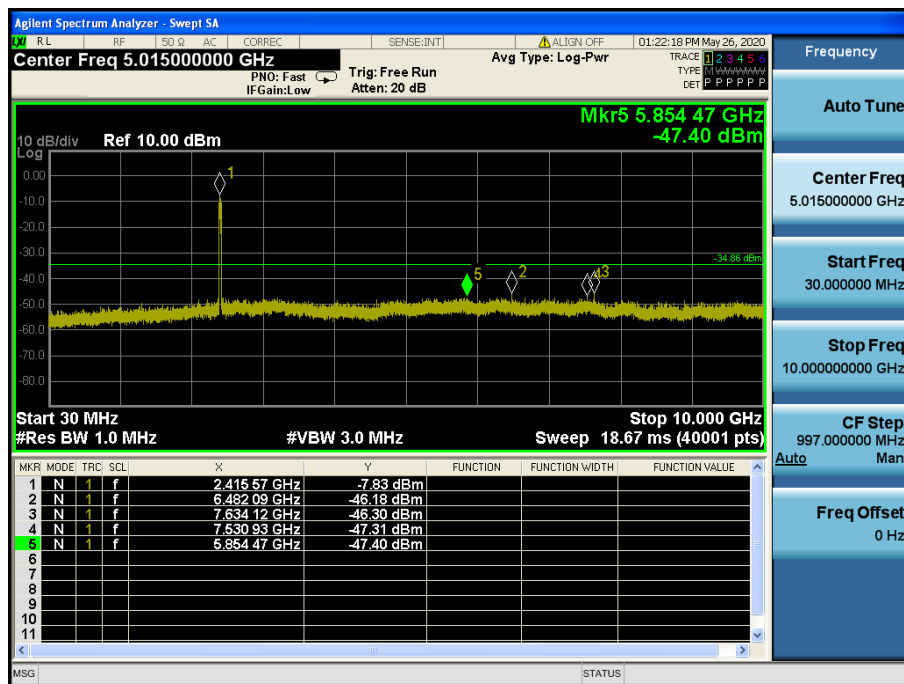 Agilent Spectrum Analyzer - Swept SA
LXI RL RF 50 Ω AC CORREC SENSE:INT ALIGN OFF 01:22:18 PM May 26, 2020
Center Freq 5.015000000 GHz
PNO: Fast
IFGain:Low
Trig: Free Run
Atten: 20 dB
Avg Type: Log-Pwr
TRACE 1 2 3 4 5 6
TYPE M WWWWW
DET P P P P P P
Mkr5 5.854 47 GHz
-47.40 dBm
10 dB/div
Log
Ref 10.00 dBm
0.00
-10.0
-20.0
-30.0
-40.0
-50.0
-60.0
-70.0
-80.0
-34.86 dBm
1
5
2
4
3
Start 30 MHz
#Res BW 1.0 MHz
#VBW 3.0 MHz
Stop 10.000 GHz
Sweep 18.67 ms (40001 pts)
MKR MODE TRC SCL X Y FUNCTION FUNCTION WIDTH FUNCTION VALUE
1 N 1 f 2.415 57 GHz -7.83 dBm
2 N 1 f 6.482 09 GHz -46.18 dBm
3 N 1 f 7.634 12 GHz -46.30 dBm
4 N 1 f 7.530 93 GHz -47.31 dBm
5 N 1 f 5.854 47 GHz -47.40 dBm
6
7
8
9
10
11
MSG
STATUS
Frequency
Auto Tune
Center Freq
5.015000000 GHz
Start Freq
30.000000 MHz
Stop Freq
10.000000000 GHz
CF Step
997.000000 MHz
Auto Man
Freq Offset
0 Hz